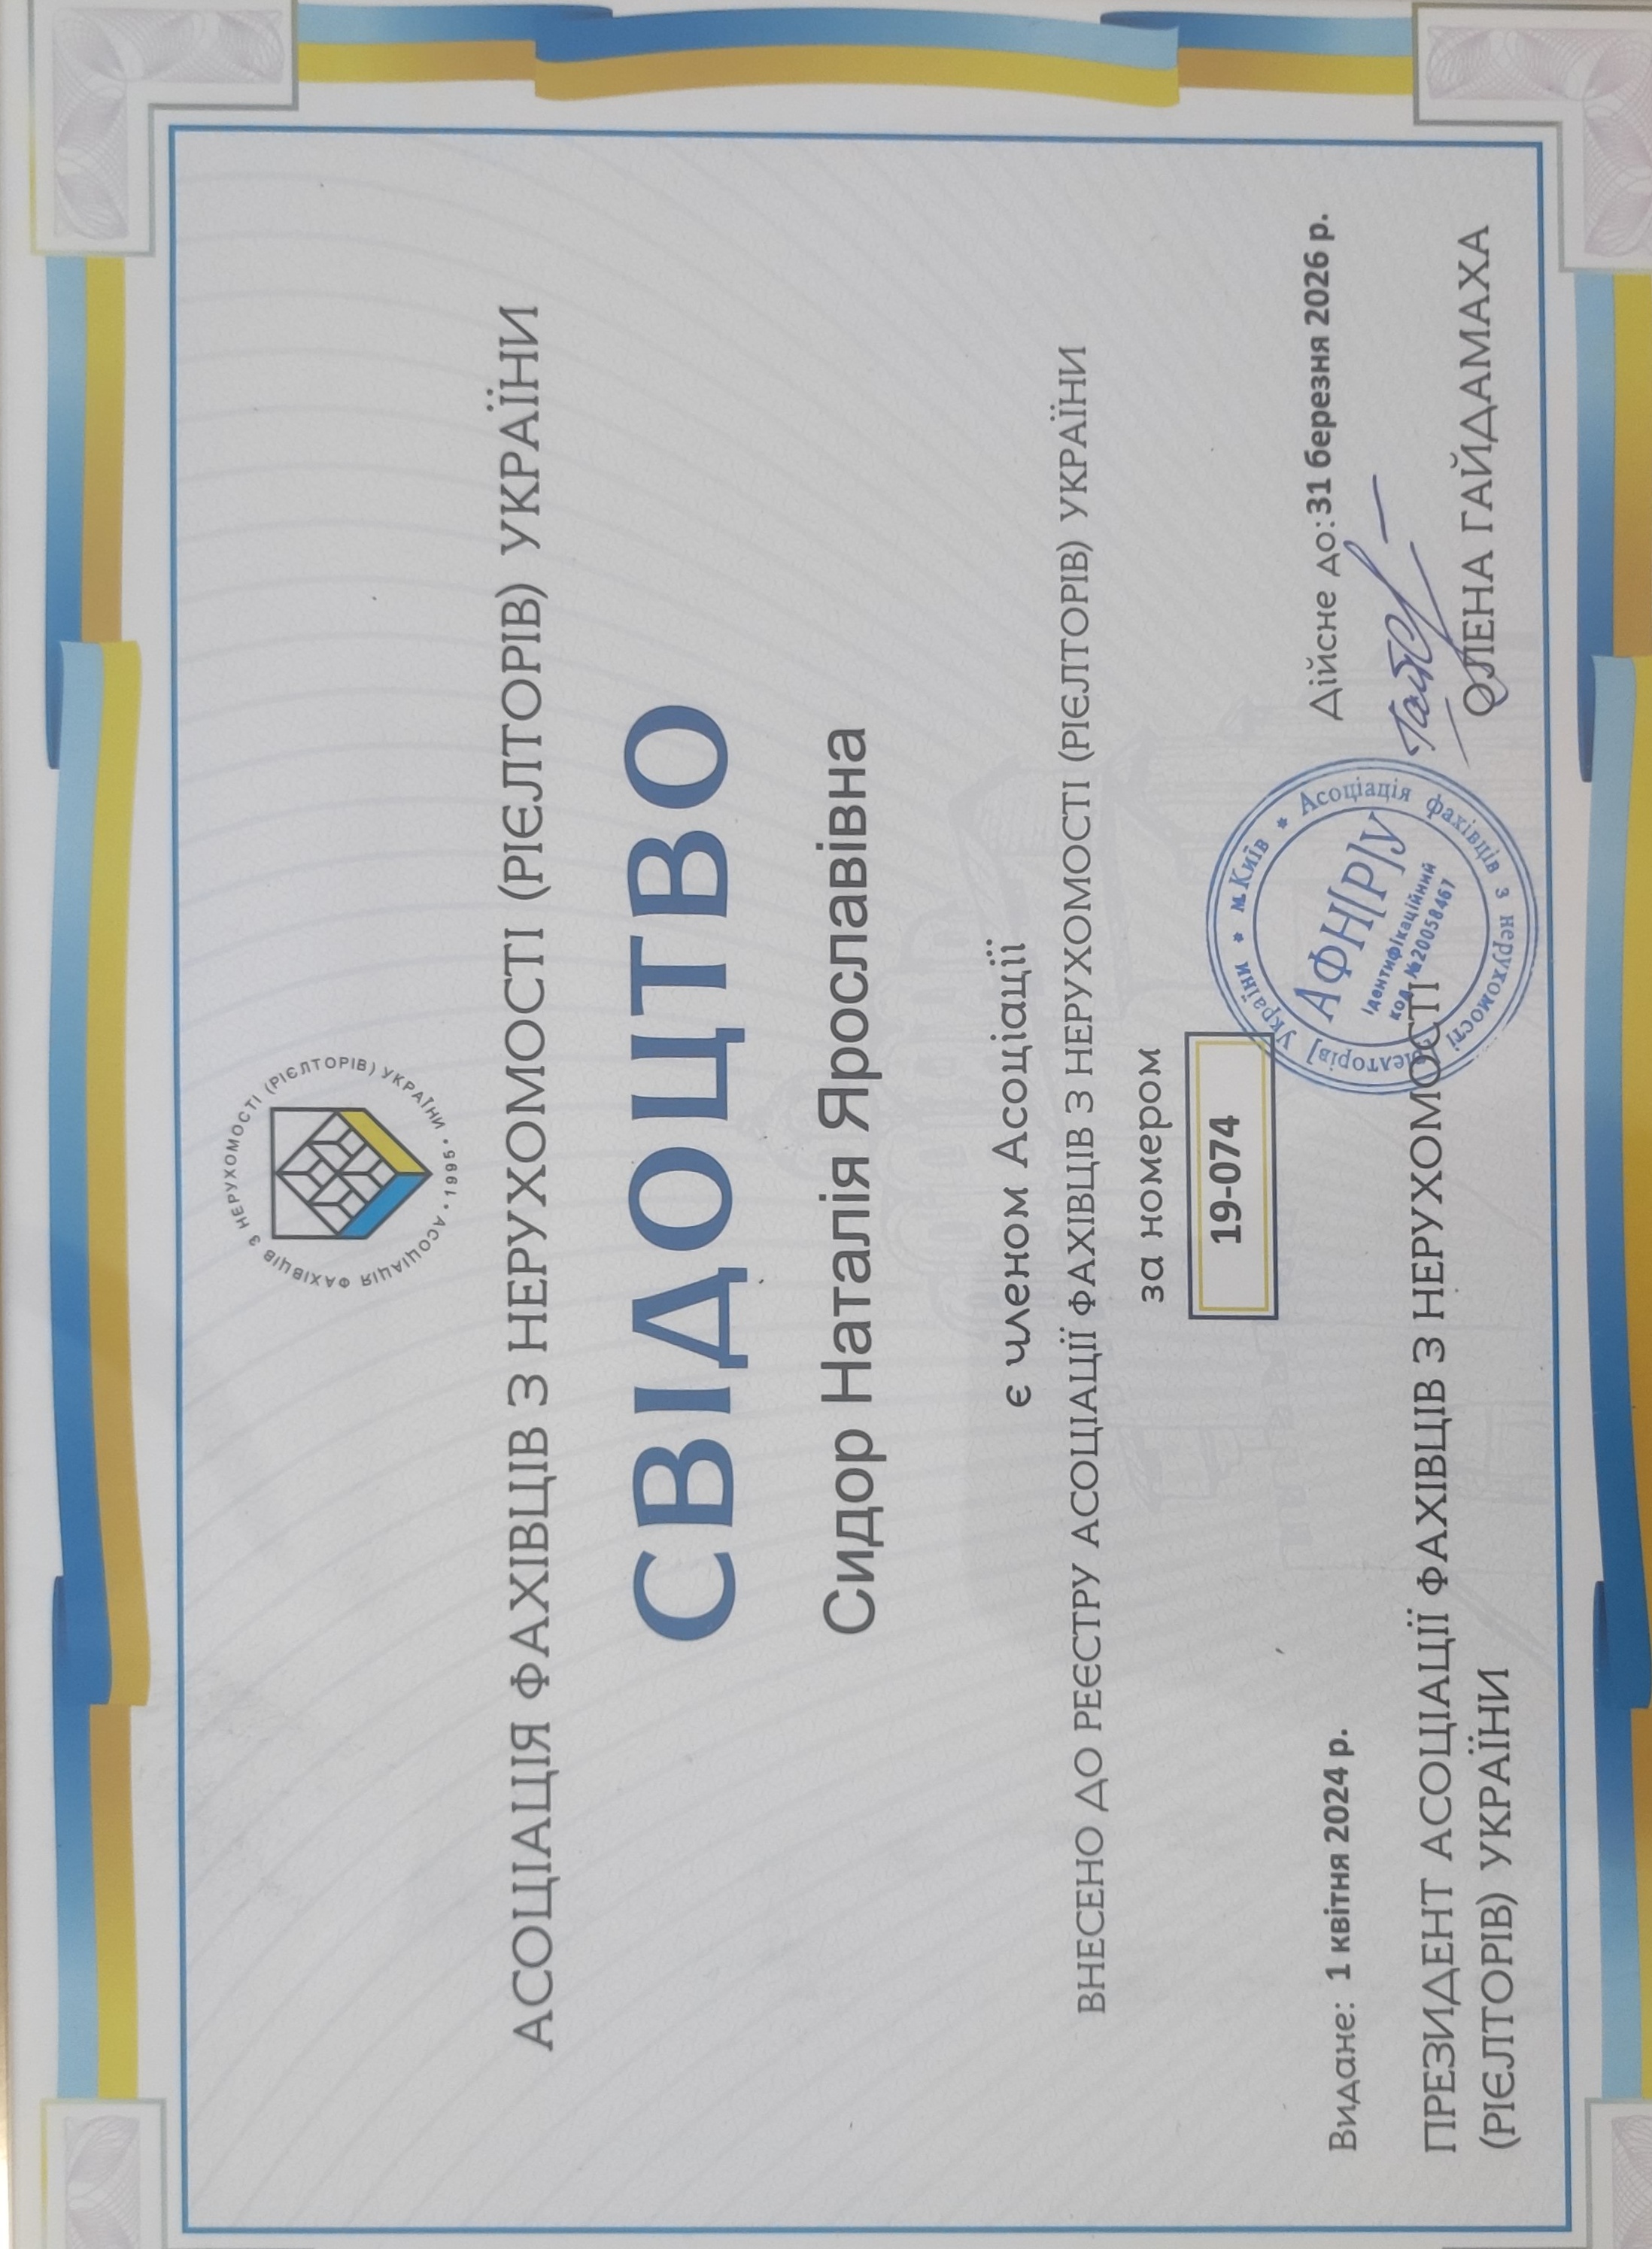 АСОЦІАЦІЯ ФАХІВЦІВ З НЕРУХОМОСТІ (РІЄЛТОРІВ) УКРАЇНИ • 1995 •
АСОЦІАЦІЯ ФАХІВЦІВ З НЕРУХОМОСТІ (РІЄЛТОРІВ) УКРАЇНИ
СВІДОЦТВО
Сидор Наталія Ярославівна
є членом Асоціації
ВНЕСЕНО ДО РЕЄСТРУ АСОЦІАЦІЇ ФАХІВЦІВ З НЕРУХОМОСТІ (РІЄЛТОРІВ) УКРАЇНИ
за номером
19-074
Видане: 1 квітня 2024 р.
Дійсне до: 31 березня 2026 р.
ПРЕЗИДЕНТ АСОЦІАЦІЇ ФАХІВЦІВ З НЕРУХОМОСТІ
(РІЄЛТОРІВ) УКРАЇНИ
ОЛЕНА ГАЙДАМАХА
Асоціація фахівців з нерухомості [рієлторів] України * м. Київ *
АФН[Р]У
Ідентифікаційний
код №20058461